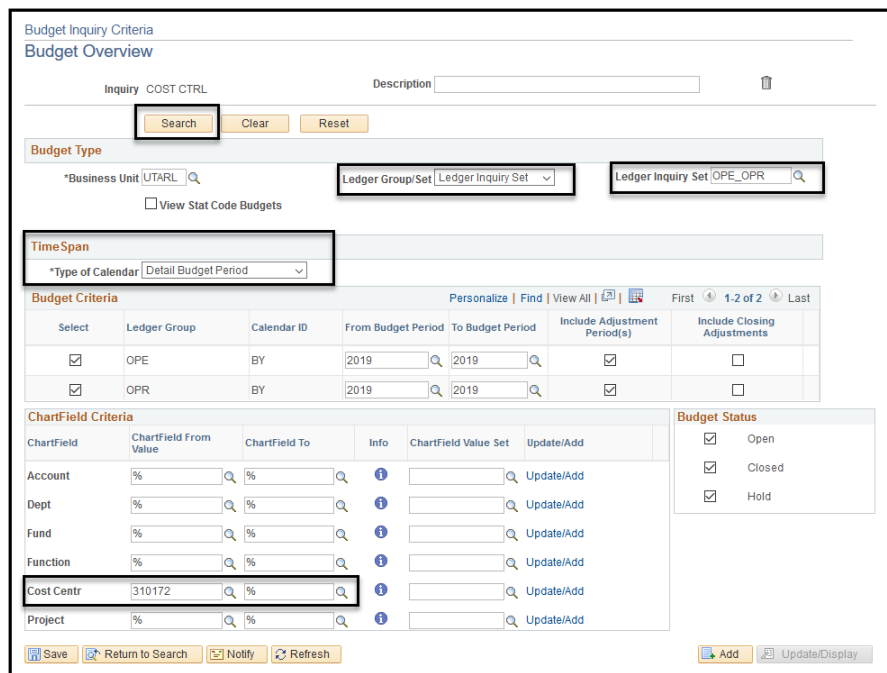 Budget Inquiry Criteria
Budget Overview
Inquiry COST CTRL Description
Search Clear Reset
Budget Type
*Business Unit UTARL Ledger Group/Set Ledger Inquiry Set Ledger Inquiry Set OPE_OPR
View Stat Code Budgets
TimeSpan
*Type of Calendar Detail Budget Period
Budget Criteria Personalize | Find | View All | | First 1-2 of 2 Last
Select Ledger Group Calendar ID From Budget Period To Budget Period Include Adjustment Period(s) Include Closing Adjustments
OPE BY 2019 2019
OPR BY 2019 2019
ChartField Criteria Budget Status
ChartField ChartField From Value ChartField To Info ChartField Value Set Update/Add
Open
Account % % Update/Add
Closed
Dept % % Update/Add
Hold
Fund % % Update/Add
Function % % Update/Add
Cost Centr 310172 % Update/Add
Project % % Update/Add
Save Return to Search Notify Refresh Add Update/Display